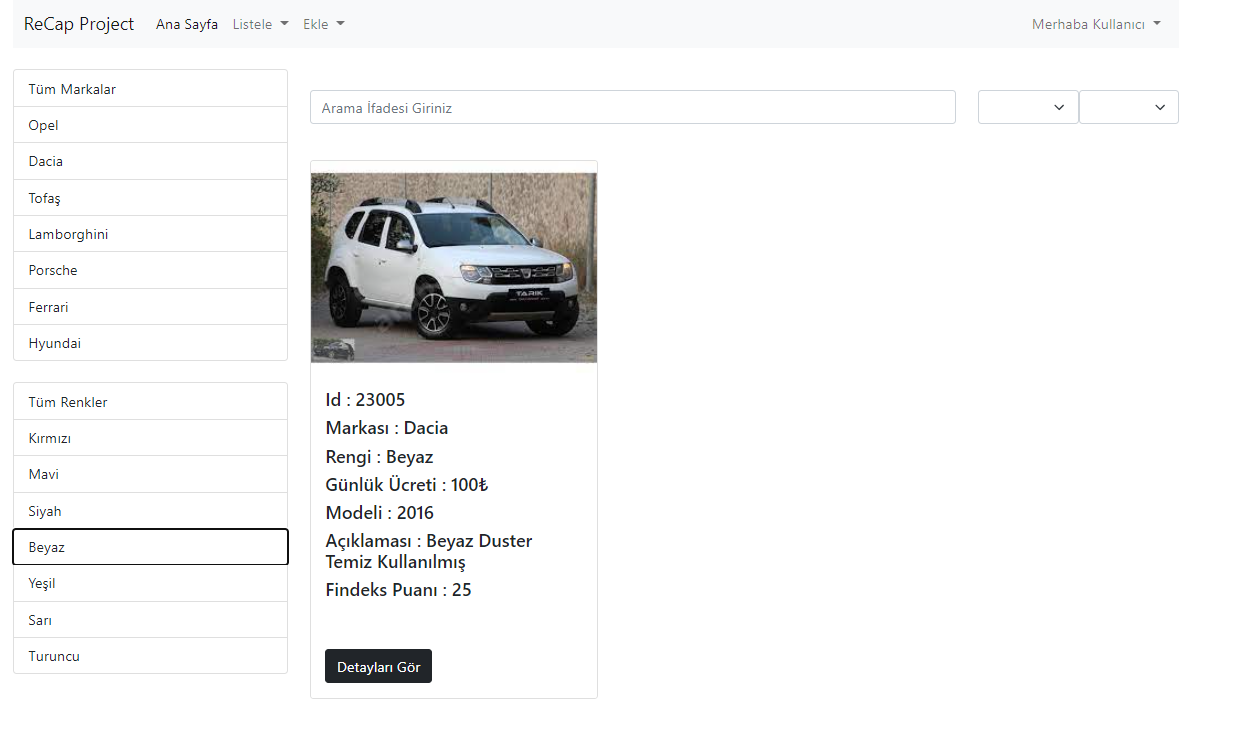 ReCap Project Ana Sayfa Listele Ekle Merhaba Kullanıcı
Tüm Markalar
Opel
Dacia
Tofaş
Lamborghini
Porsche
Ferrari
Hyundai
Tüm Renkler
Kırmızı
Mavi
Siyah
Beyaz
Yeşil
Sarı
Turuncu
Arama İfadesi Giriniz
TARIK
Id : 23005
Markası : Dacia
Rengi : Beyaz
Günlük Ücreti : 100₺
Modeli : 2016
Açıklaması : Beyaz Duster
Temiz Kullanılmış
Findeks Puanı : 25
Detayları Gör